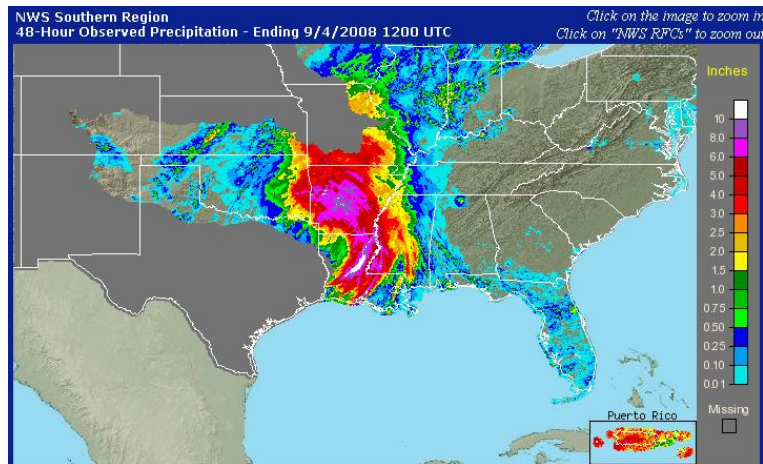 NWS Southern Region
48-Hour Observed Precipitation - Ending 9/4/2008 1200 UTC
Click on the image to zoom in
Click on "NWS RFCs" to zoom out
Inches
10
8.0
6.0
5.0
4.0
3.0
2.5
2.0
1.5
1.0
0.75
0.50
0.25
0.10
0.01
Missing
Puerto Rico